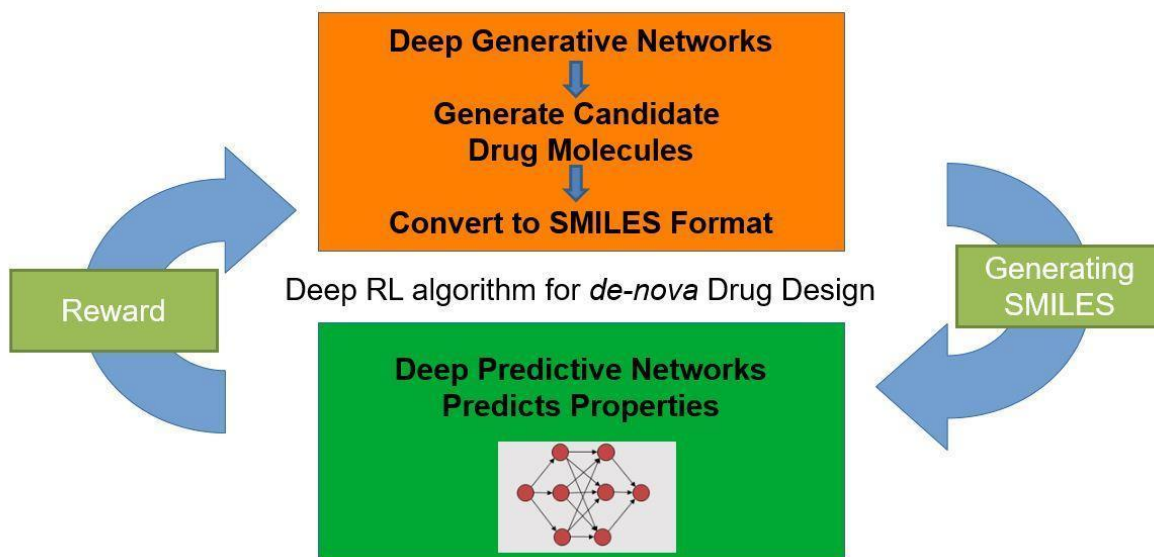 Deep Generative Networks
Generate Candidate
Drug Molecules
Convert to SMILES Format
Reward
Deep RL algorithm for de-nova Drug Design
Generating
SMILES
Deep Predictive Networks
Predicts Properties